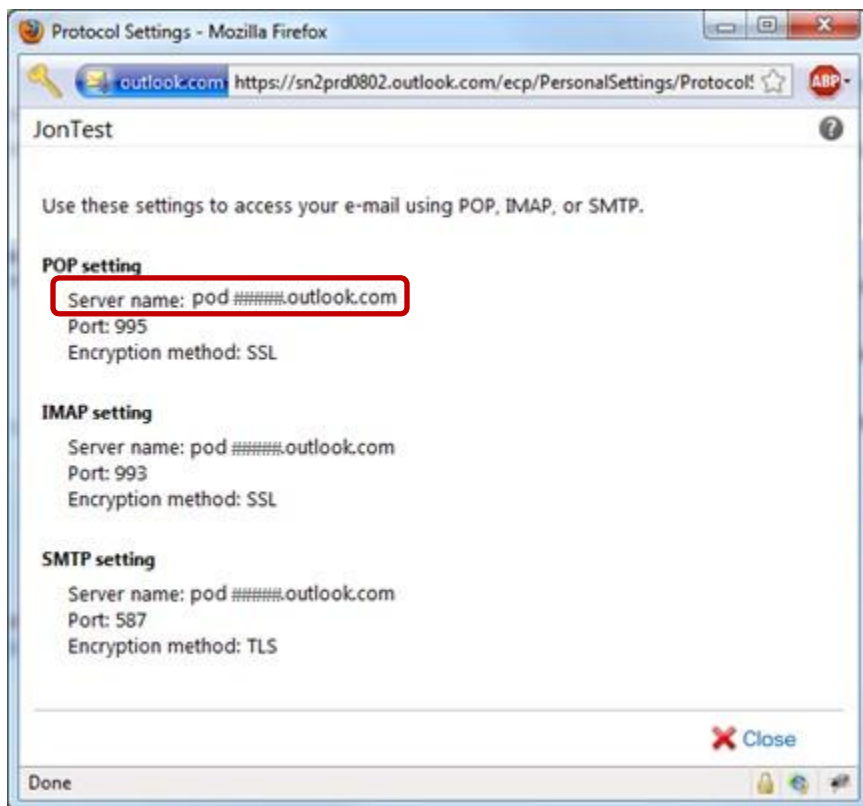 Protocol Settings - Mozilla Firefox
outlook.com https://sn2prd0802.outlook.com/ecp/PersonalSettings/ProtocolS
ABP
JonTest
Use these settings to access your e-mail using POP, IMAP, or SMTP.
POP setting
Server name: pod #####.outlook.com
Port: 995
Encryption method: SSL
IMAP setting
Server name: pod #####.outlook.com
Port: 993
Encryption method: SSL
SMTP setting
Server name: pod #####.outlook.com
Port: 587
Encryption method: TLS
Close
Done